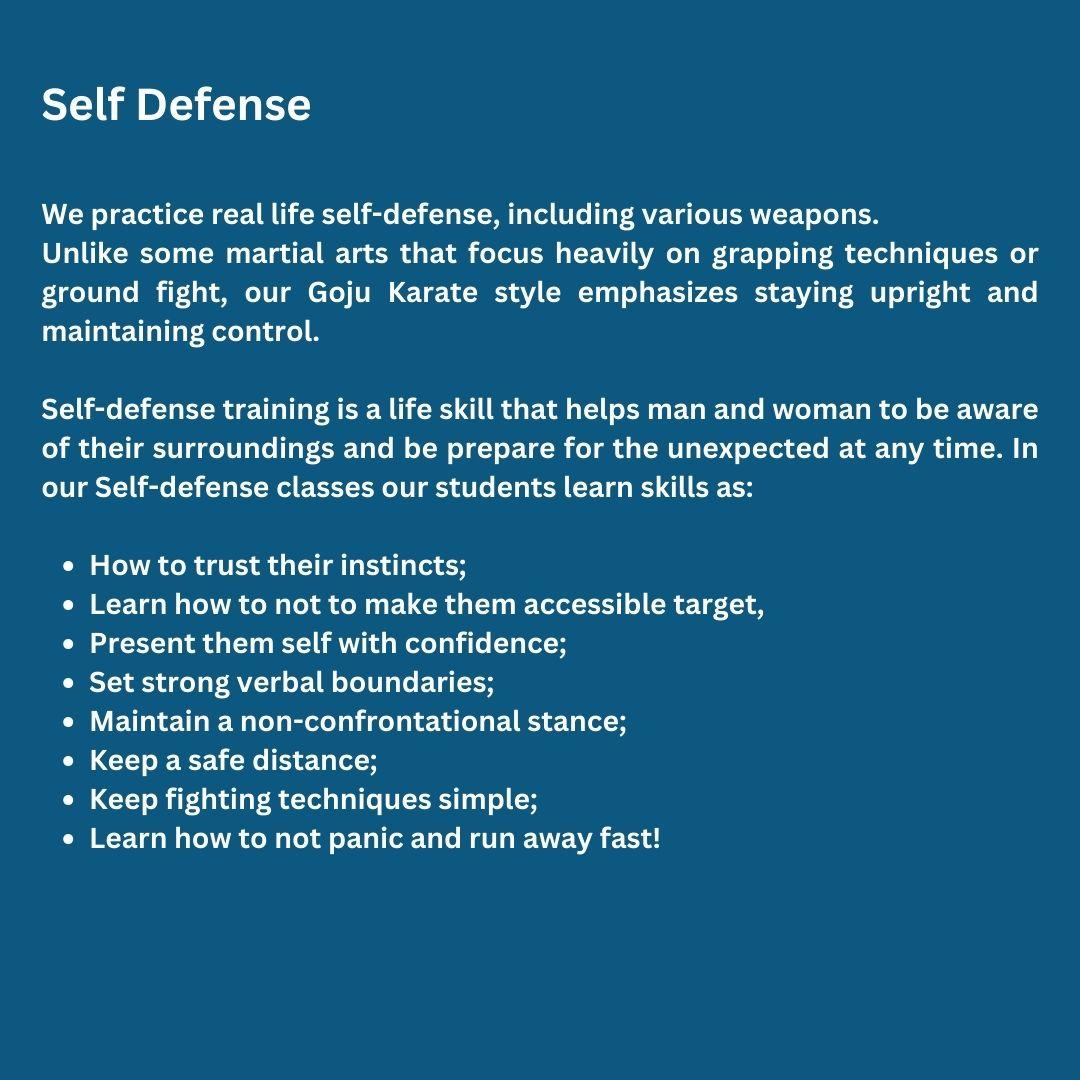 Self Defense
We practice real life self-defense, including various weapons.
Unlike some martial arts that focus heavily on grapping techniques or
ground fight, our Goju Karate style emphasizes staying upright and
maintaining control.
Self-defense training is a life skill that helps man and woman to be aware
of their surroundings and be prepare for the unexpected at any time. In
our Self-defense classes our students learn skills as:
• How to trust their instincts;
• Learn how to not to make them accessible target,
• Present them self with confidence;
• Set strong verbal boundaries;
• Maintain a non-confrontational stance;
• Keep a safe distance;
• Keep fighting techniques simple;
• Learn how to not panic and run away fast!